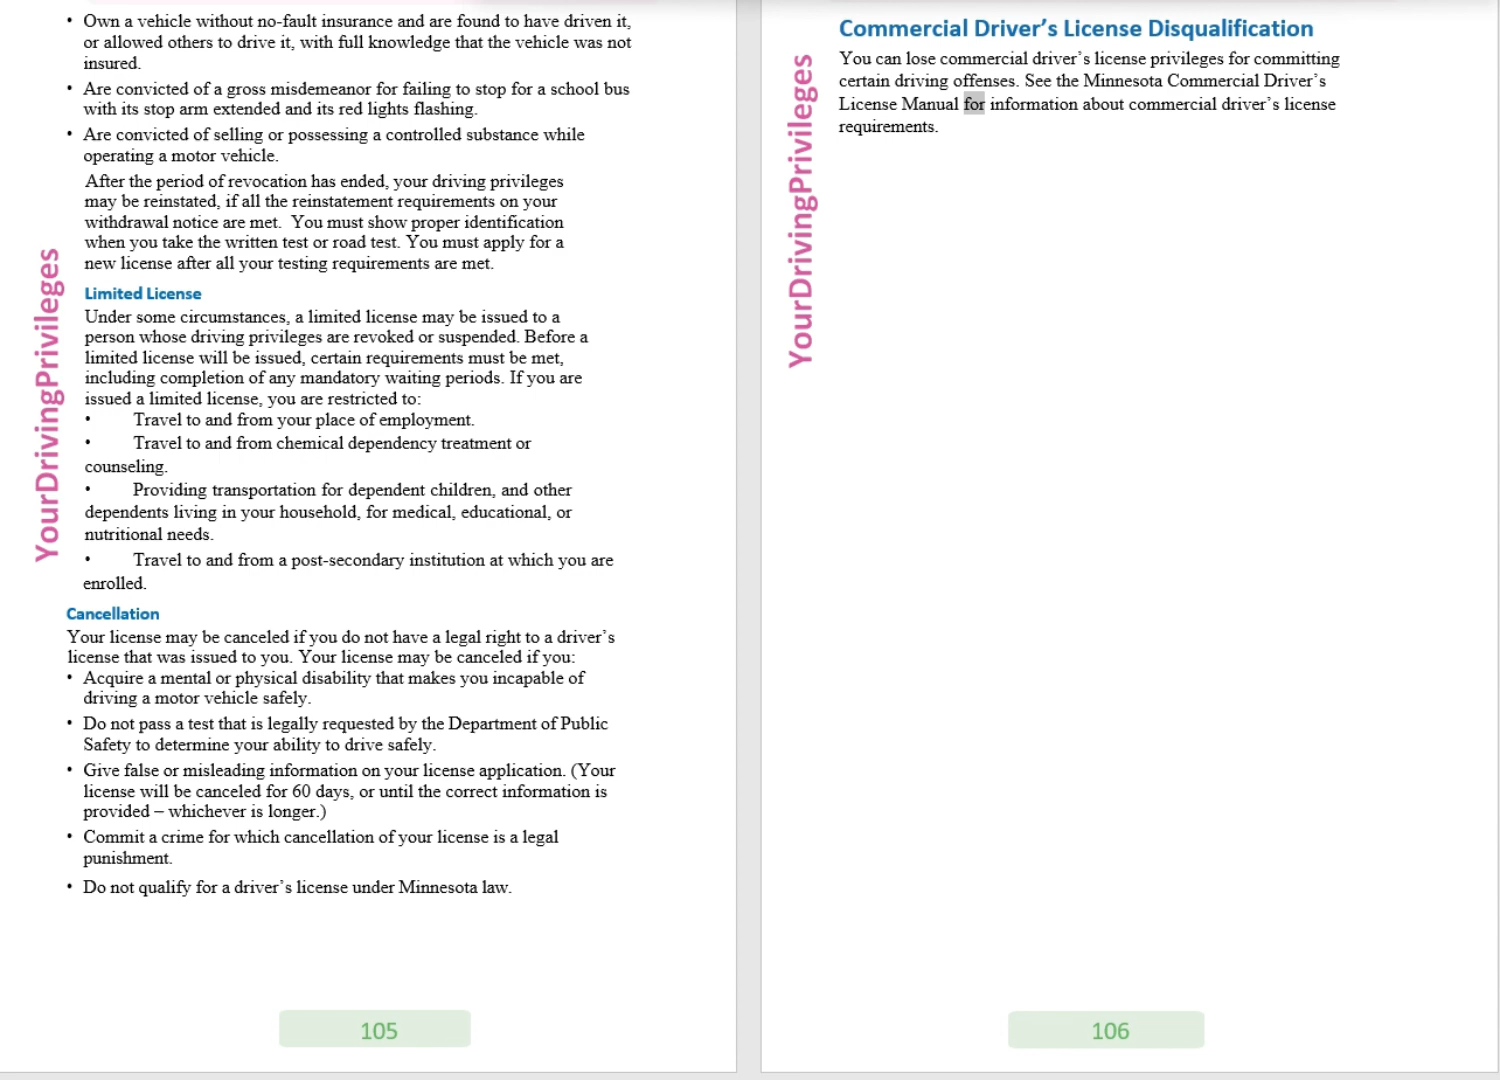 • Own a vehicle without no-fault insurance and are found to have driven it,
or allowed others to drive it, with full knowledge that the vehicle was not
insured.
• Are convicted of a gross misdemeanor for failing to stop for a school bus
with its stop arm extended and its red lights flashing.
• Are convicted of selling or possessing a controlled substance while
operating a motor vehicle.
After the period of revocation has ended, your driving privileges
may be reinstated, if all the reinstatement requirements on your
withdrawal notice are met.  You must show proper identification
when you take the written test or road test. You must apply for a
new license after all your testing requirements are met.
YourDrivingPrivileges
Limited License
Under some circumstances, a limited license may be issued to a
person whose driving privileges are revoked or suspended. Before a
limited license will be issued, certain requirements must be met,
including completion of any mandatory waiting periods. If you are
issued a limited license, you are restricted to:
• Travel to and from your place of employment.
• Travel to and from chemical dependency treatment or
counseling.
• Providing transportation for dependent children, and other
dependents living in your household, for medical, educational, or
nutritional needs.
• Travel to and from a post-secondary institution at which you are
enrolled.
Cancellation
Your license may be canceled if you do not have a legal right to a driver's
license that was issued to you. Your license may be canceled if you:
• Acquire a mental or physical disability that makes you incapable of
driving a motor vehicle safely.
• Do not pass a test that is legally requested by the Department of Public
Safety to determine your ability to drive safely.
• Give false or misleading information on your license application. (Your
license will be canceled for 60 days, or until the correct information is
provided – whichever is longer.)
• Commit a crime for which cancellation of your license is a legal
punishment.
• Do not qualify for a driver's license under Minnesota law.
105
Commercial Driver's License Disqualification
You can lose commercial driver's license privileges for committing
certain driving offenses. See the Minnesota Commercial Driver's
License Manual for information about commercial driver's license
requirements.
YourDrivingPrivileges
106